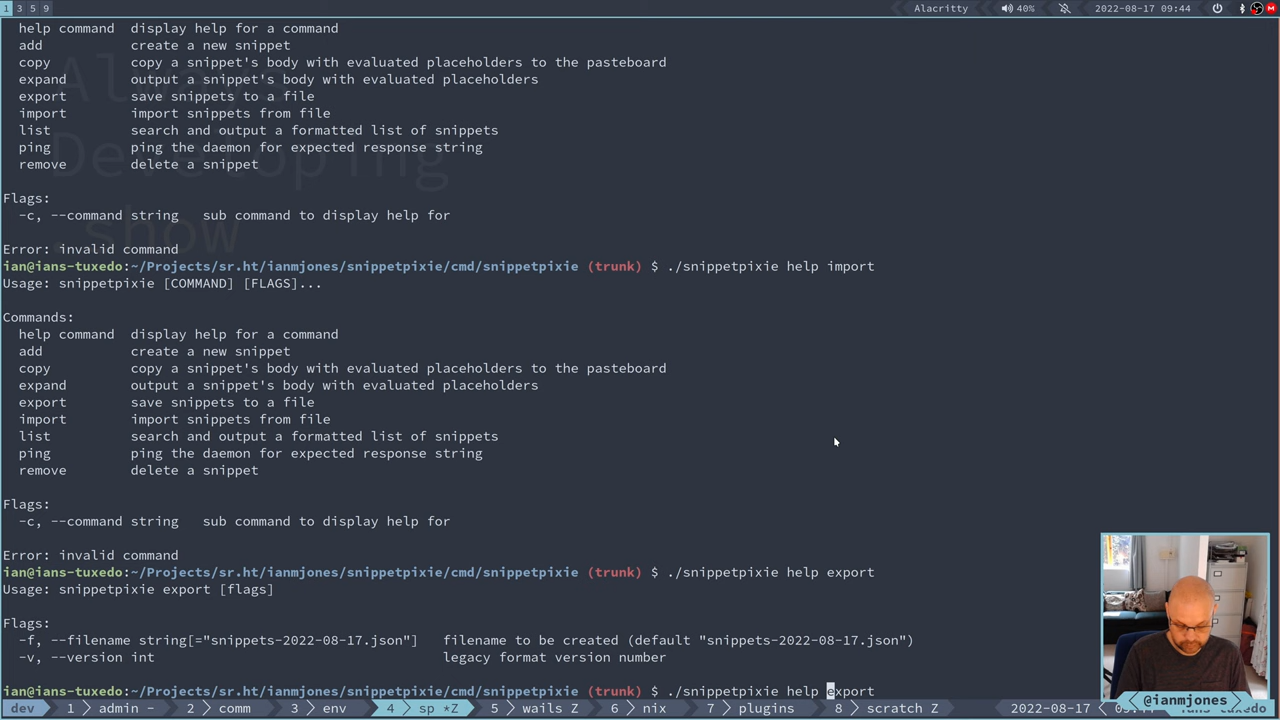 1 3 5 9 Alacritty 40% 2022-08-17 09:44
help command display help for a command
add create a new snippet
copy copy a snippet's body with evaluated placeholders to the pasteboard
expand output a snippet's body with evaluated placeholders
export save snippets to a file
import import snippets from file
list search and output a formatted list of snippets
ping ping the daemon for expected response string
remove delete a snippet
Always
Developing
show
Flags:
-c, --command string sub command to display help for
Error: invalid command
ian@ians-tuxedo:~/Projects/sr.ht/ianmjones/snippetpixie/cmd/snippetpixie (trunk) $ ./snippetpixie help import
Usage: snippetpixie [COMMAND] [FLAGS]...
Commands:
help command display help for a command
add create a new snippet
copy copy a snippet's body with evaluated placeholders to the pasteboard
expand output a snippet's body with evaluated placeholders
export save snippets to a file
import import snippets from file
list search and output a formatted list of snippets
ping ping the daemon for expected response string
remove delete a snippet
Flags:
-c, --command string sub command to display help for
Error: invalid command
ian@ians-tuxedo:~/Projects/sr.ht/ianmjones/snippetpixie/cmd/snippetpixie (trunk) $ ./snippetpixie help export
Usage: snippetpixie export [flags]
Flags:
-f, --filename string[="snippets-2022-08-17.json"] filename to be created (default "snippets-2022-08-17.json")
-v, --version int legacy format version number
ian@ians-tuxedo:~/Projects/sr.ht/ianmjones/snippetpixie/cmd/snippetpixie (trunk) $ ./snippetpixie help export
dev 1 admin - 2 comm 3 env 4 sp *Z 5 wails Z 6 nix 7 plugins 8 scratch Z 2022-08-17
@ianmjones